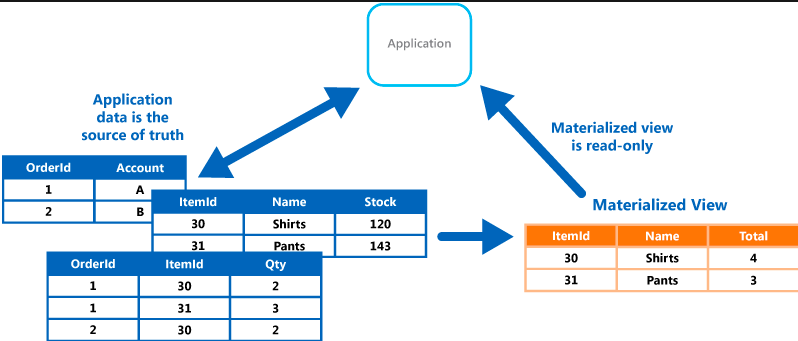 Application
Application
data is the
source of truth
Materialized view
is read-only
OrderId Account
1 A
2 B
ItemId Name Stock
30 Shirts 120
31 Pants 143
OrderId ItemId Qty
1 30 2
1 31 3
2 30 2
Materialized View
ItemId Name Total
30 Shirts 4
31 Pants 3